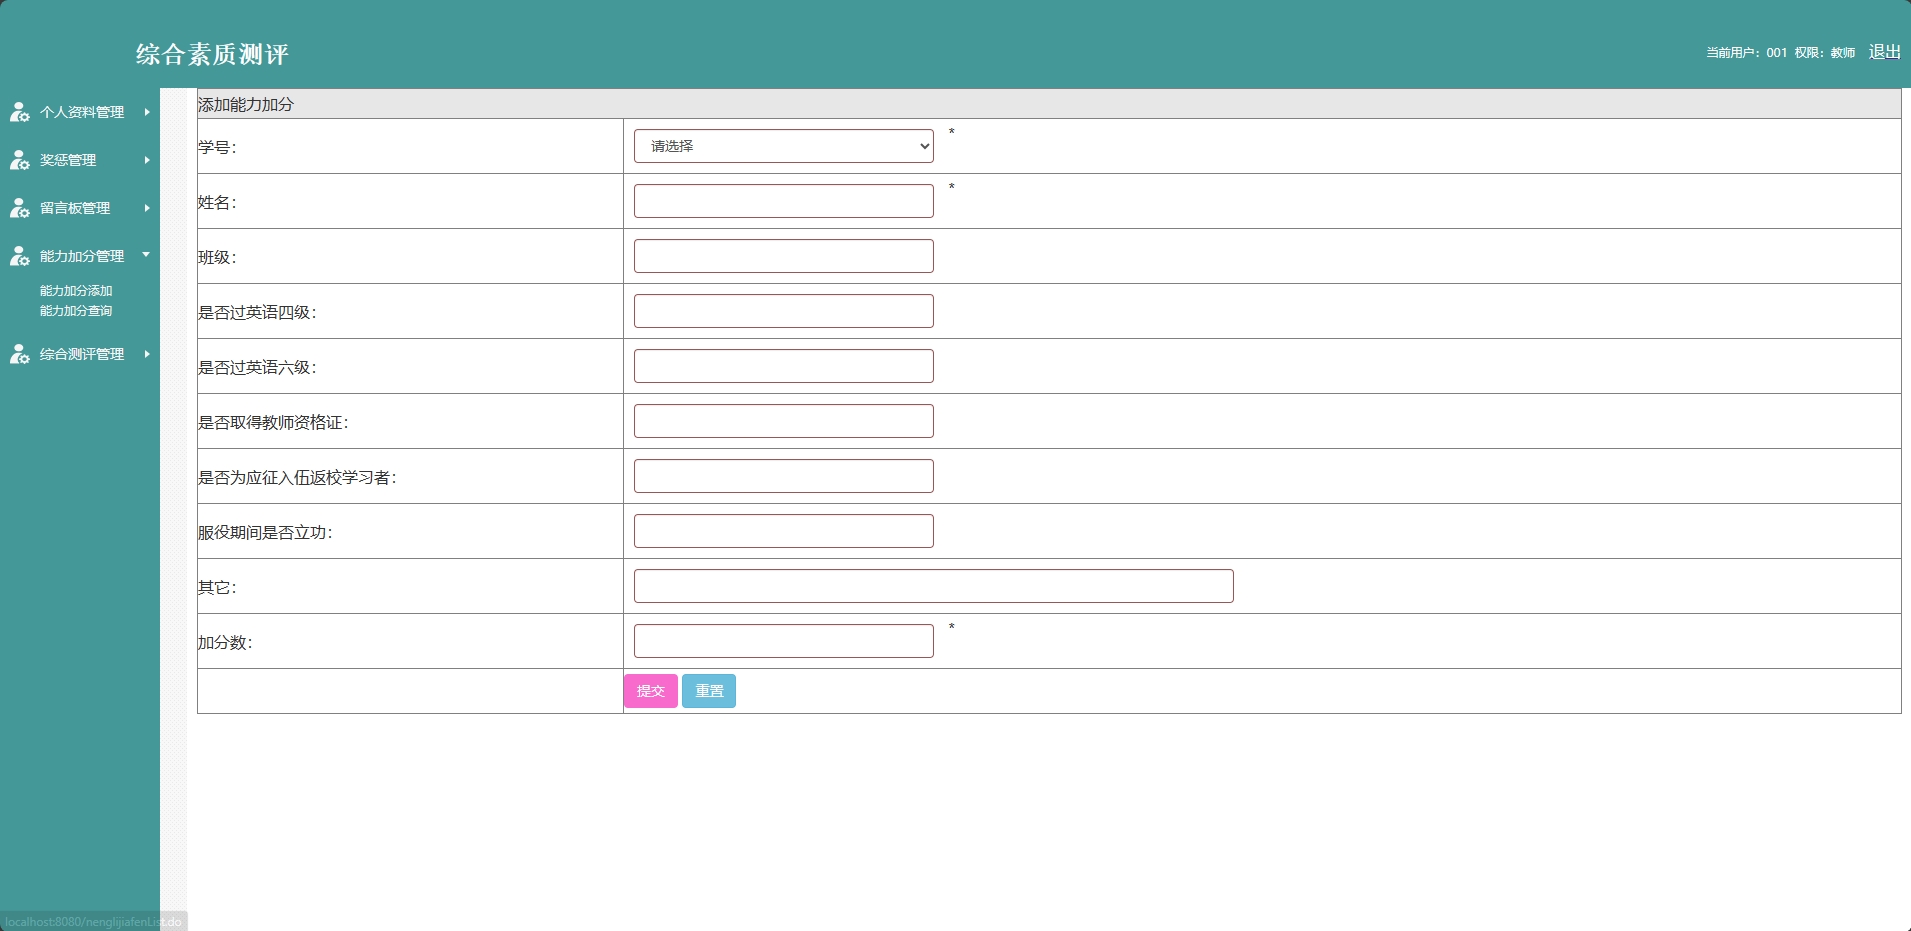 综合素质测评
当前用户：001 权限：教师 退出
个人资料管理
奖惩管理
留言板管理
能力加分管理
能力加分添加
能力加分查询
综合测评管理
添加能力加分
学号： 请选择 *
姓名： *
班级：
是否过英语四级：
是否过英语六级：
是否取得教师资格证：
是否为应征入伍返校学习者：
服役期间是否立功：
其它：
加分数： *
提交 重置
localhost:8080/nenglijiafenList.do